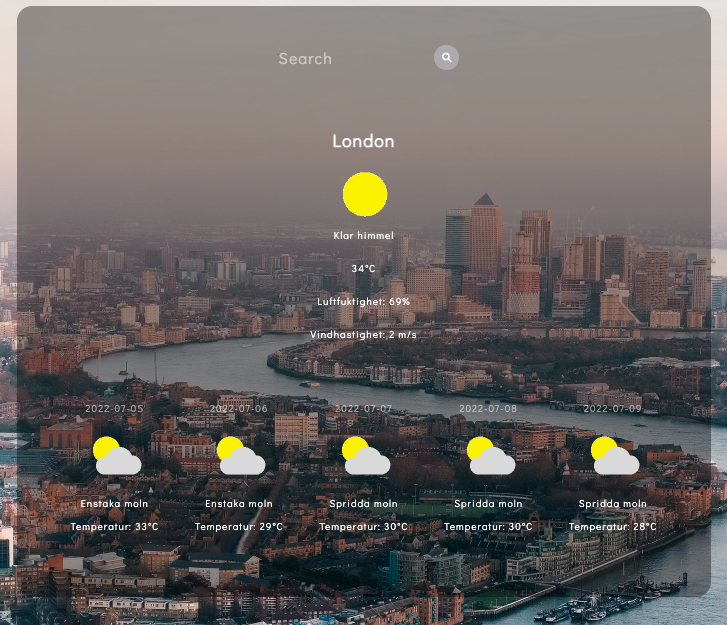 Search
London
Klar himmel
34°C
Luftfuktighet: 69%
Vindhastighet: 2 m/s
2022-07-05 2022-07-06 2022-07-07 2022-07-08 2022-07-09
Enstaka moln Enstaka moln Spridda moln Spridda moln Spridda moln
Temperatur: 33°C Temperatur: 29°C Temperatur: 30°C Temperatur: 30°C Temperatur: 28°C